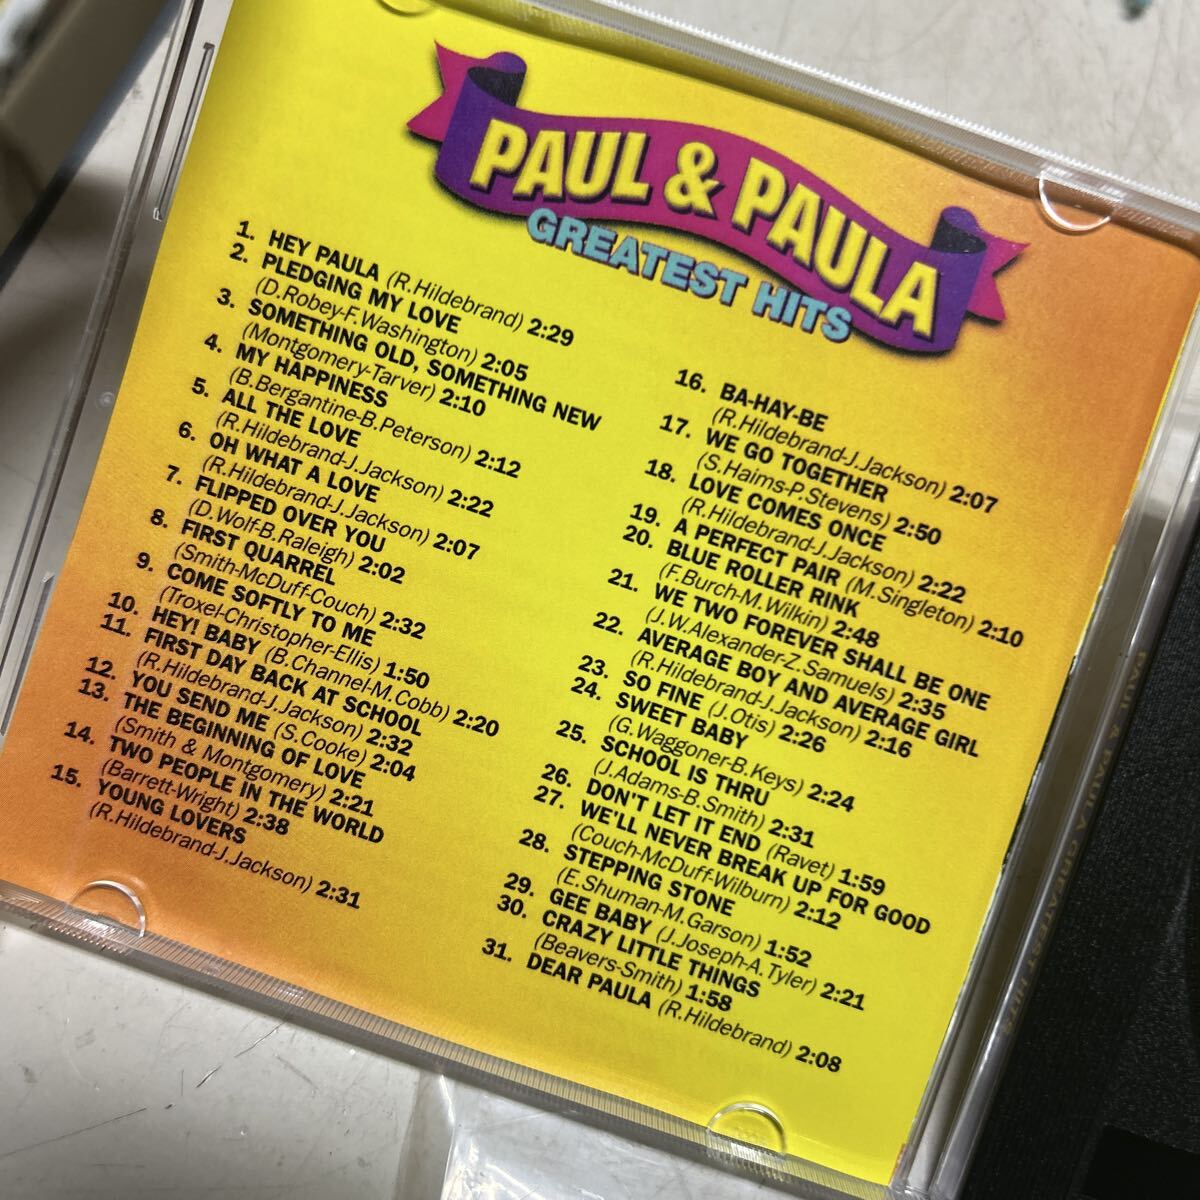 PAUL & PAULA
GREATEST HITS
1. HEY PAULA (R.Hildebrand) 2:29
2. PLEDGING MY LOVE
(D.Robey-F.Washington) 2:05
3. SOMETHING OLD, SOMETHING NEW
(Montgomery-Tarver) 2:10
4. MY HAPPINESS
(B.Bergantine-B.Peterson) 2:12
5. ALL THE LOVE
(R.Hildebrand-J.Jackson) 2:22
6. OH WHAT A LOVE
(R.Hildebrand-J.Jackson) 2:07
7. FLIPPED OVER YOU
(D.Wolf-B.Raleigh) 2:02
8. FIRST QUARREL
(Smith-McDuff-Couch) 2:32
9. COME SOFTLY TO ME
(Troxel-Christopher-Ellis) 1:50
10. HEY! BABY (B.Channel-M.Cobb) 2:20
11. FIRST DAY BACK AT SCHOOL
(R.Hildebrand-J.Jackson) 2:32
12. YOU SEND ME (S.Cooke) 2:04
13. THE BEGINNING OF LOVE
(Smith & Montgomery) 2:21
14. TWO PEOPLE IN THE WORLD
(Barrett-Wright) 2:38
15. YOUNG LOVERS
(R.Hildebrand-J.Jackson) 2:31
16. BA-HAY-BE
(R.Hildebrand-J.Jackson) 2:07
17. WE GO TOGETHER
(S.Haims-P.Stevens) 2:50
18. LOVE COMES ONCE
(R.Hildebrand-J.Jackson) 2:22
19. A PERFECT PAIR (M.Singleton) 2:10
20. BLUE ROLLER RINK
(F.Burch-M.Wilkin) 2:48
21. WE TWO FOREVER SHALL BE ONE
(J.W.Alexander-Z.Samuels) 2:35
22. AVERAGE BOY AND AVERAGE GIRL
(R.Hildebrand-J.Jackson) 2:16
23. SO FINE (J.Otis) 2:26
24. SWEET BABY
(G.Waggoner-B.Keys) 2:24
25. SCHOOL IS THRU
(J.Adams-B.Smith) 2:31
26. DON'T LET IT END (Ravet) 1:59
27. WE'LL NEVER BREAK UP FOR GOOD
(Couch-McDuff-Wilburn) 2:12
28. STEPPING STONE
(E.Shuman-M.Garson) 1:52
29. GEE BABY (J.Joseph-A.Tyler) 2:21
30. CRAZY LITTLE THINGS
(Beavers-Smith) 1:58
31. DEAR PAULA (R.Hildebrand) 2:08
PAUL & PAULA GREATEST HITS